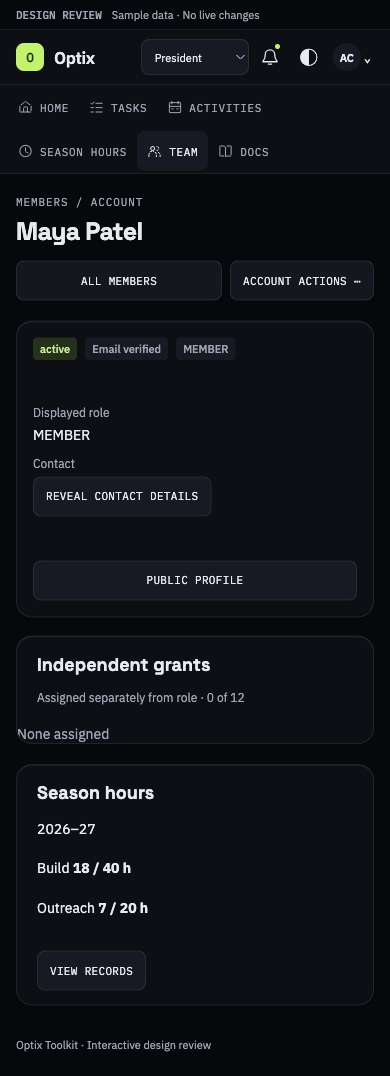 DESIGN REVIEW Sample data · No live changes
O Optix President AC
HOME TASKS ACTIVITIES
SEASON HOURS TEAM DOCS
MEMBERS / ACCOUNT
Maya Patel
ALL MEMBERS ACCOUNT ACTIONS ⋯
active Email verified MEMBER
Displayed role
MEMBER
Contact
REVEAL CONTACT DETAILS
PUBLIC PROFILE
Independent grants
Assigned separately from role · 0 of 12
None assigned
Season hours
2026–27
Build 18 / 40 h
Outreach 7 / 20 h
VIEW RECORDS
Optix Toolkit · Interactive design review